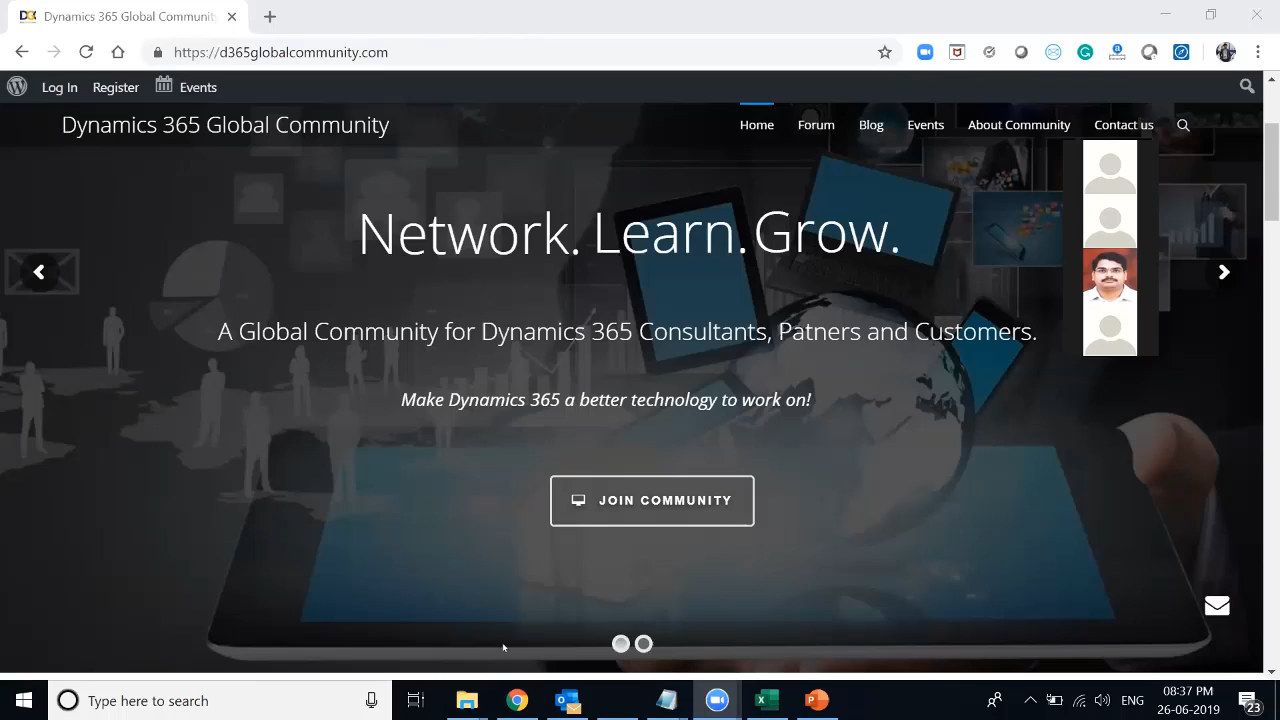 Dynamics 365 Global Community
https://d365globalcommunity.com
Log In Register Events
Dynamics 365 Global Community
Home Forum Blog Events About Community Contact us
Network. Learn. Grow.
A Global Community for Dynamics 365 Consultants, Patners and Customers.
Make Dynamics 365 a better technology to work on!
JOIN COMMUNITY
Type here to search
ENG
08:37 PM
26-06-2019
23